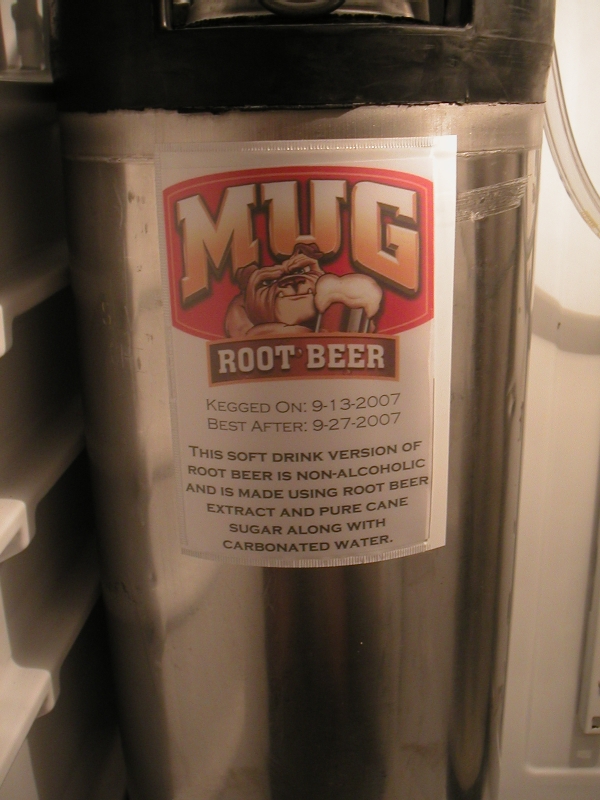 MUG
ROOT BEER
KEGGED ON: 9-13-2007
BEST AFTER: 9-27-2007
THIS SOFT DRINK VERSION OF
ROOT BEER IS NON-ALCOHOLIC
AND IS MADE USING ROOT BEER
EXTRACT AND PURE CANE
SUGAR ALONG WITH
CARBONATED WATER.